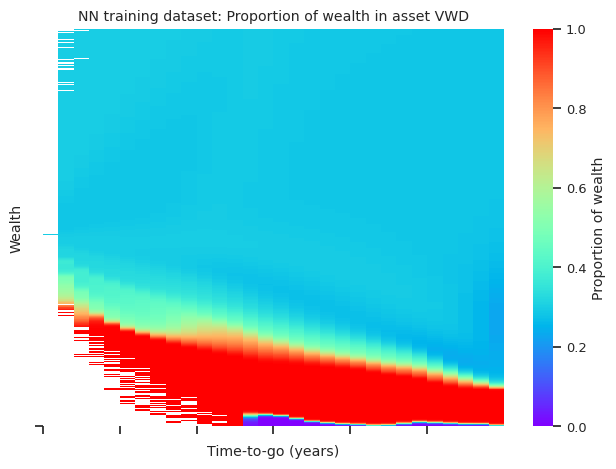 NN training dataset: Proportion of wealth in asset VWD
Wealth
Time-to-go (years)
1.0
0.8
0.6
0.4
0.2
0.0
Proportion of wealth